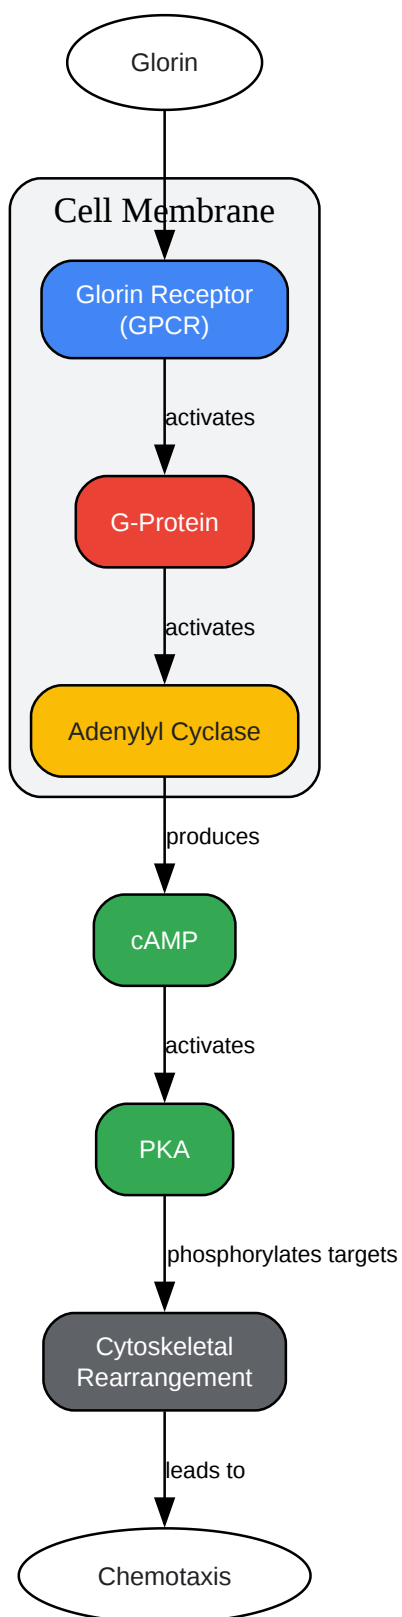 Glorin
Cell Membrane
Glorin Receptor
(GPCR)
activates
G-Protein
activates
Adenylyl Cyclase
produces
cAMP
activates
PKA
phosphorylates targets
Cytoskeletal
Rearrangement
leads to
Chemotaxis